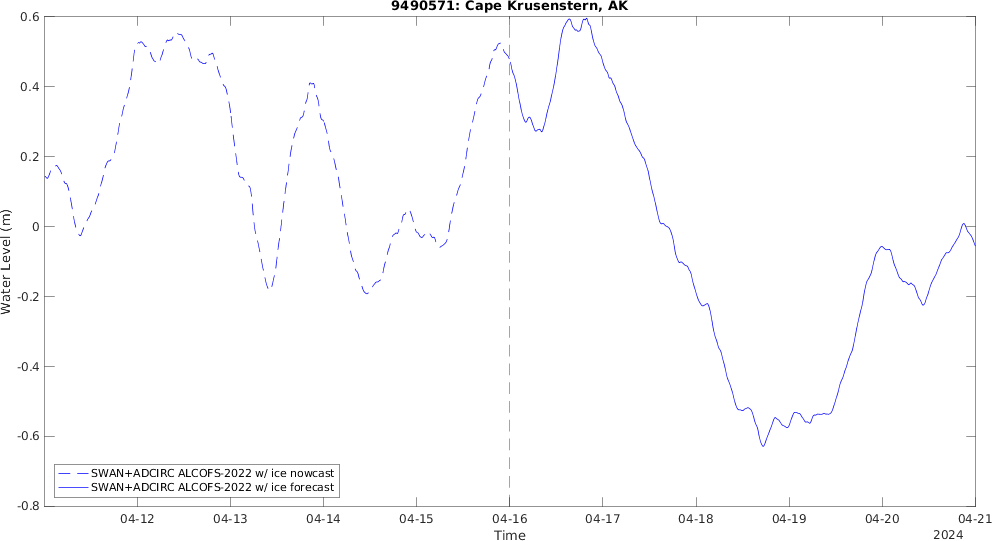 9490571: Cape Krusenstern, AK
0.6
0.4
0.2
0
-0.2
-0.4
-0.6
-0.8
Water Level (m)
SWAN+ADCIRC ALCOFS-2022 w/ ice nowcast
SWAN+ADCIRC ALCOFS-2022 w/ ice forecast
04-12 04-13 04-14 04-15 04-16 04-17 04-18 04-19 04-20 04-21
Time
2024